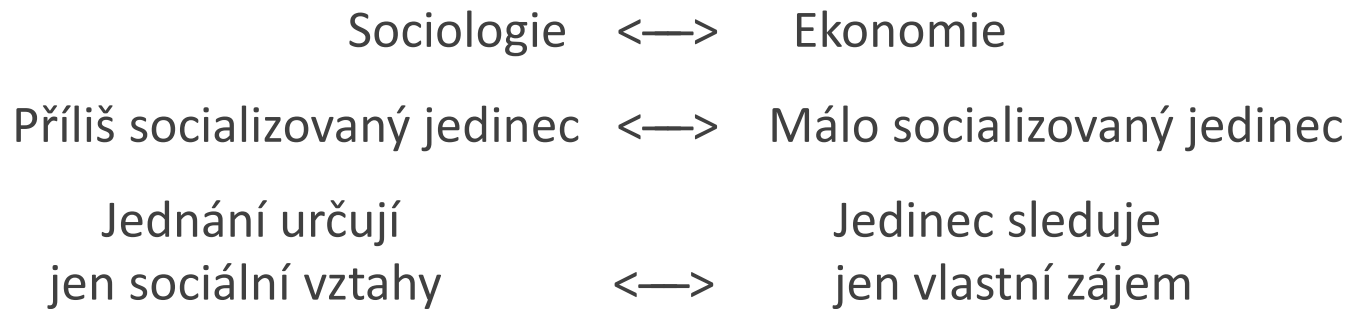 Sociologie <—> Ekonomie
Příliš socializovaný jedinec <—> Málo socializovaný jedinec
Jednání určují Jedinec sleduje
jen sociální vztahy <—> jen vlastní zájem